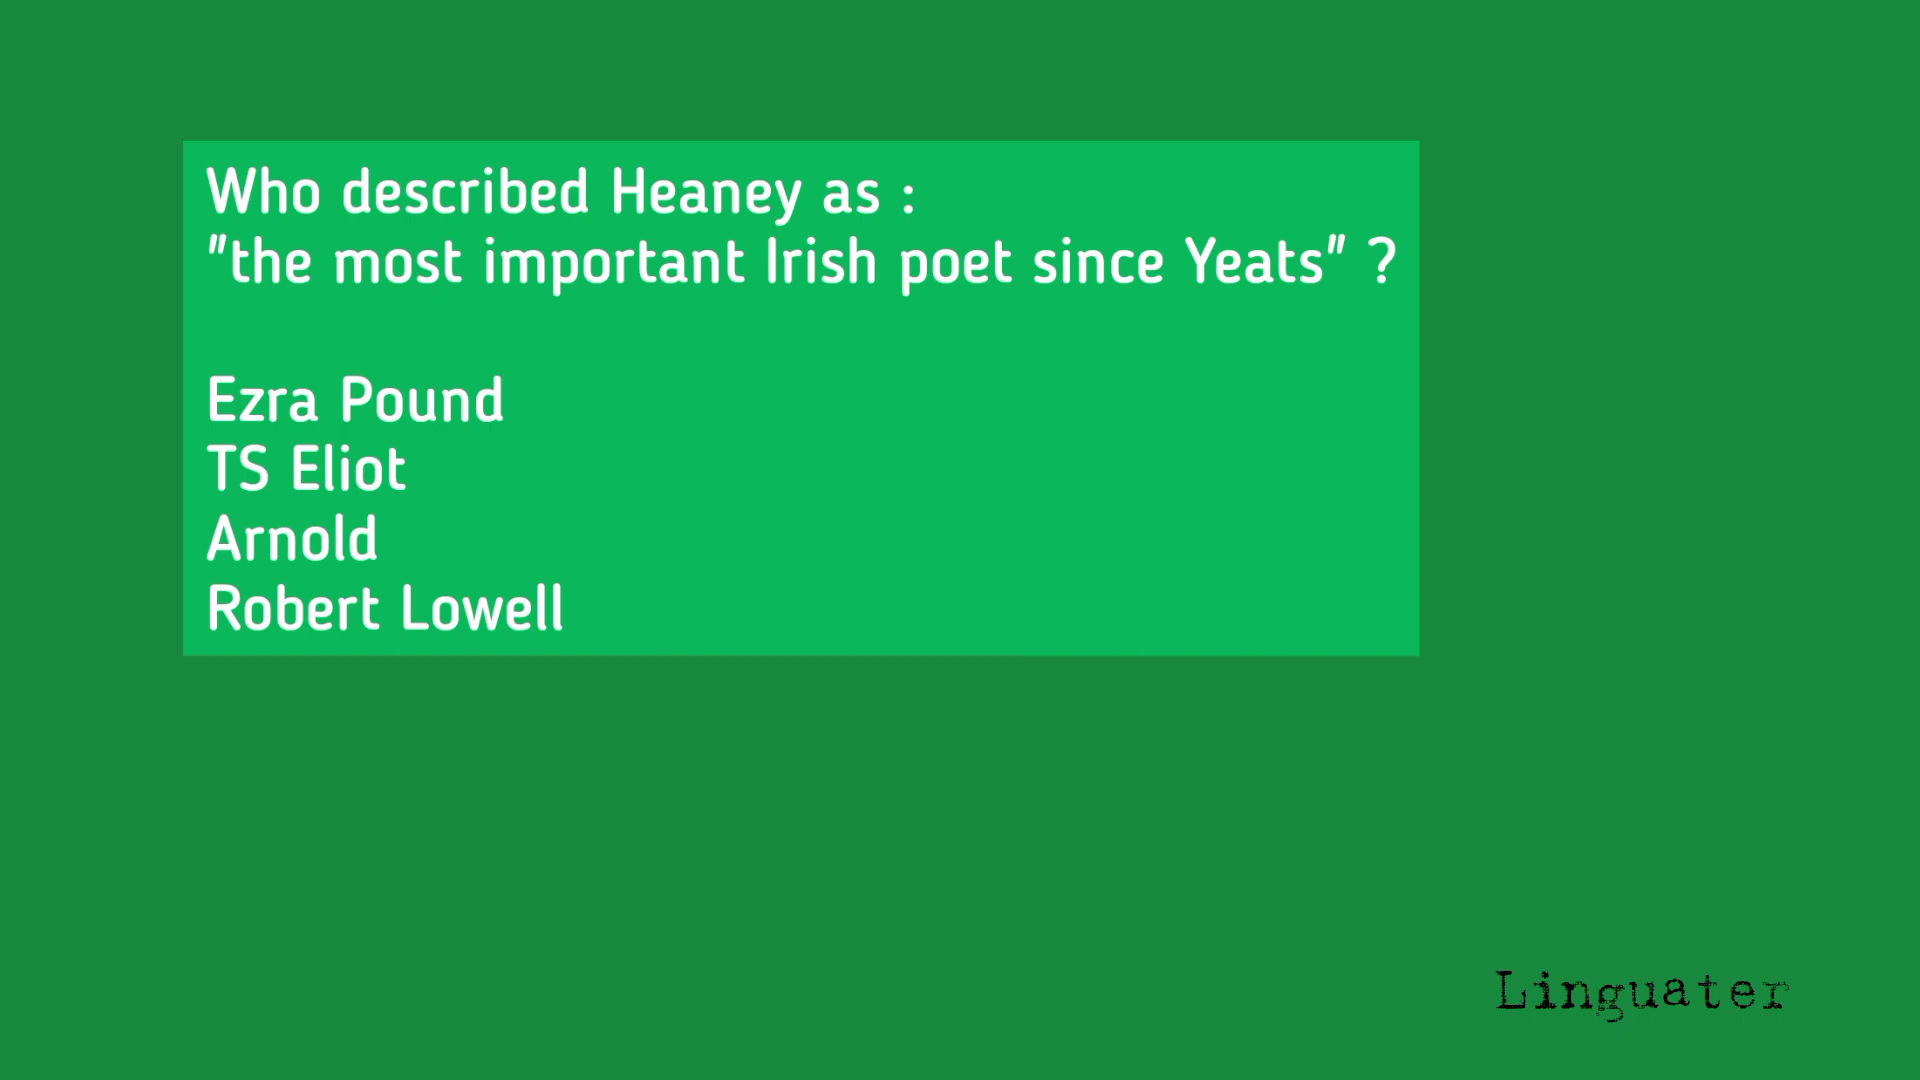 Who described Heaney as :
"the most important Irish poet since Yeats" ?
Ezra Pound
TS Eliot
Arnold
Robert Lowell
Linguater